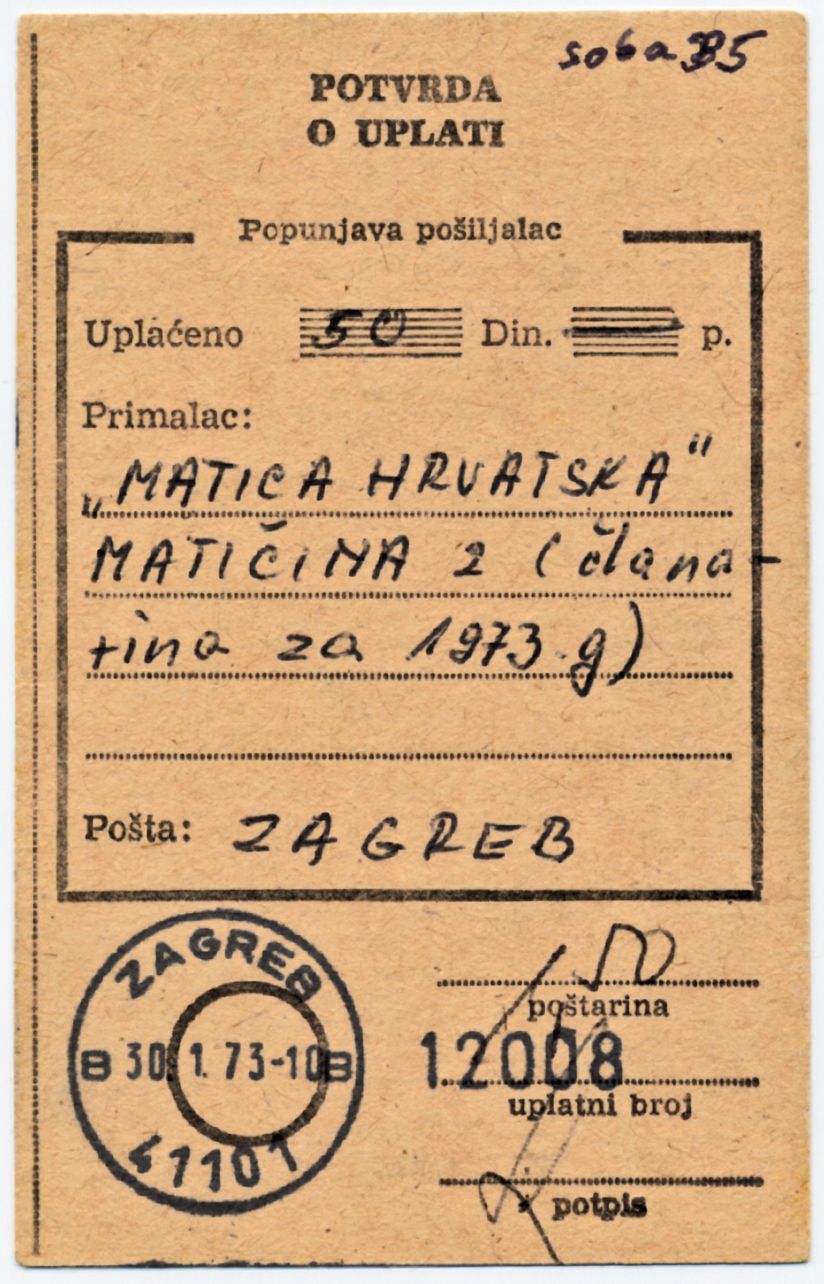 soba 35
POTVRDA
O UPLATI
Popunjava pošiljalac
Uplaćeno 50 Din. — p.
Primalac:
„MATICA HRVATSKA"
MATIČINA 2 (člana-
rina za 1973. g)
Pošta: ZAGREB
ZAGREB
B 30. 1. 73-10 B
41101
poštarina
12008
uplatni broj
potpis